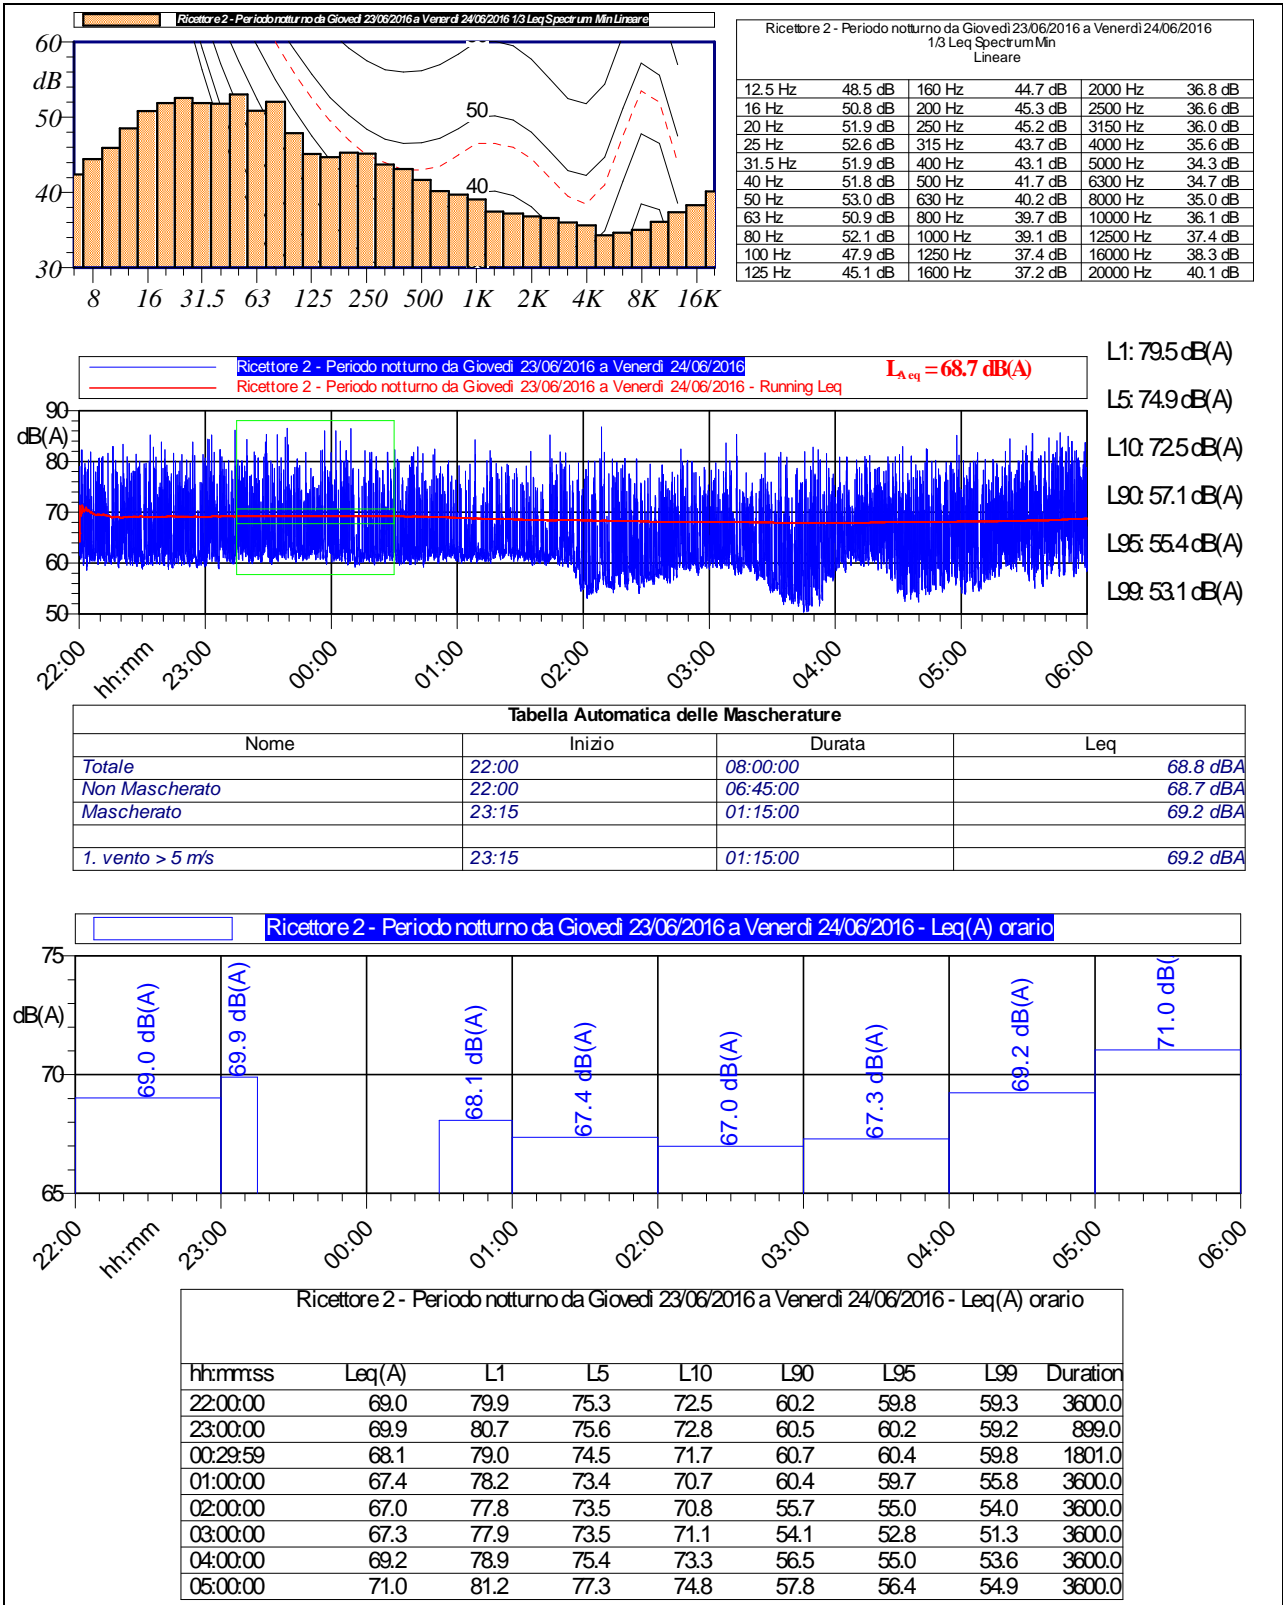 Ricettore 2 - Periodo notturno da Giovedì 23/06/2016 a Venerdì 24/06/2016 1/3 Leq Spectrum Min Lineare
60
dB
50
40
30
50
40
8 16 31.5 63 125 250 500 1K 2K 4K 8K 16K
Ricettore 2 - Periodo notturno da Giovedì 23/06/2016 a Venerdì 24/06/2016
1/3 Leq Spectrum Min
Lineare
12.5 Hz 48.5 dB 160 Hz 44.7 dB 2000 Hz 36.8 dB
16 Hz 50.8 dB 200 Hz 45.3 dB 2500 Hz 36.6 dB
20 Hz 51.9 dB 250 Hz 45.2 dB 3150 Hz 36.0 dB
25 Hz 52.6 dB 315 Hz 43.7 dB 4000 Hz 35.6 dB
31.5 Hz 51.9 dB 400 Hz 43.1 dB 5000 Hz 34.3 dB
40 Hz 51.8 dB 500 Hz 41.7 dB 6300 Hz 34.7 dB
50 Hz 53.0 dB 630 Hz 40.2 dB 8000 Hz 35.0 dB
63 Hz 50.9 dB 800 Hz 39.7 dB 10000 Hz 36.1 dB
80 Hz 52.1 dB 1000 Hz 39.1 dB 12500 Hz 37.4 dB
100 Hz 47.9 dB 1250 Hz 37.4 dB 16000 Hz 38.3 dB
125 Hz 45.1 dB 1600 Hz 37.2 dB 20000 Hz 40.1 dB
Ricettore 2 - Periodo notturno da Giovedì 23/06/2016 a Venerdì 24/06/2016
Ricettore 2 - Periodo notturno da Giovedì 23/06/2016 a Venerdì 24/06/2016 - Running Leq
LAeq = 68.7 dB(A)
L1: 79.5 dB(A)
L5: 74.9 dB(A)
L10: 72.5 dB(A)
L90: 57.1 dB(A)
L95: 55.4 dB(A)
L99: 53.1 dB(A)
90
dB(A)
80
70
60
50
22:00 hh:mm 23:00 00:00 01:00 02:00 03:00 04:00 05:00 06:00
Tabella Automatica delle Mascherature
Nome Inizio Durata Leq
Totale 22:00 08:00:00 68.8 dBA
Non Mascherato 22:00 06:45:00 68.7 dBA
Mascherato 23:15 01:15:00 69.2 dBA
1. vento > 5 m/s 23:15 01:15:00 69.2 dBA
Ricettore 2 - Periodo notturno da Giovedì 23/06/2016 a Venerdì 24/06/2016 - Leq(A) orario
75
dB(A)
70
65
69.0 dB(A) 69.9 dB(A) 68.1 dB(A) 67.4 dB(A) 67.0 dB(A) 67.3 dB(A) 69.2 dB(A) 71.0 dB(
22:00 hh:mm 23:00 00:00 01:00 02:00 03:00 04:00 05:00 06:00
Ricettore 2 - Periodo notturno da Giovedì 23/06/2016 a Venerdì 24/06/2016 - Leq(A) orario
hh:mm:ss Leq(A) L1 L5 L10 L90 L95 L99 Duration
22:00:00 69.0 79.9 75.3 72.5 60.2 59.8 59.3 3600.0
23:00:00 69.9 80.7 75.6 72.8 60.5 60.2 59.2 899.0
00:29:59 68.1 79.0 74.5 71.7 60.7 60.4 59.8 1801.0
01:00:00 67.4 78.2 73.4 70.7 60.4 59.7 55.8 3600.0
02:00:00 67.0 77.8 73.5 70.8 55.7 55.0 54.0 3600.0
03:00:00 67.3 77.9 73.5 71.1 54.1 52.8 51.3 3600.0
04:00:00 69.2 78.9 75.4 73.3 56.5 55.0 53.6 3600.0
05:00:00 71.0 81.2 77.3 74.8 57.8 56.4 54.9 3600.0